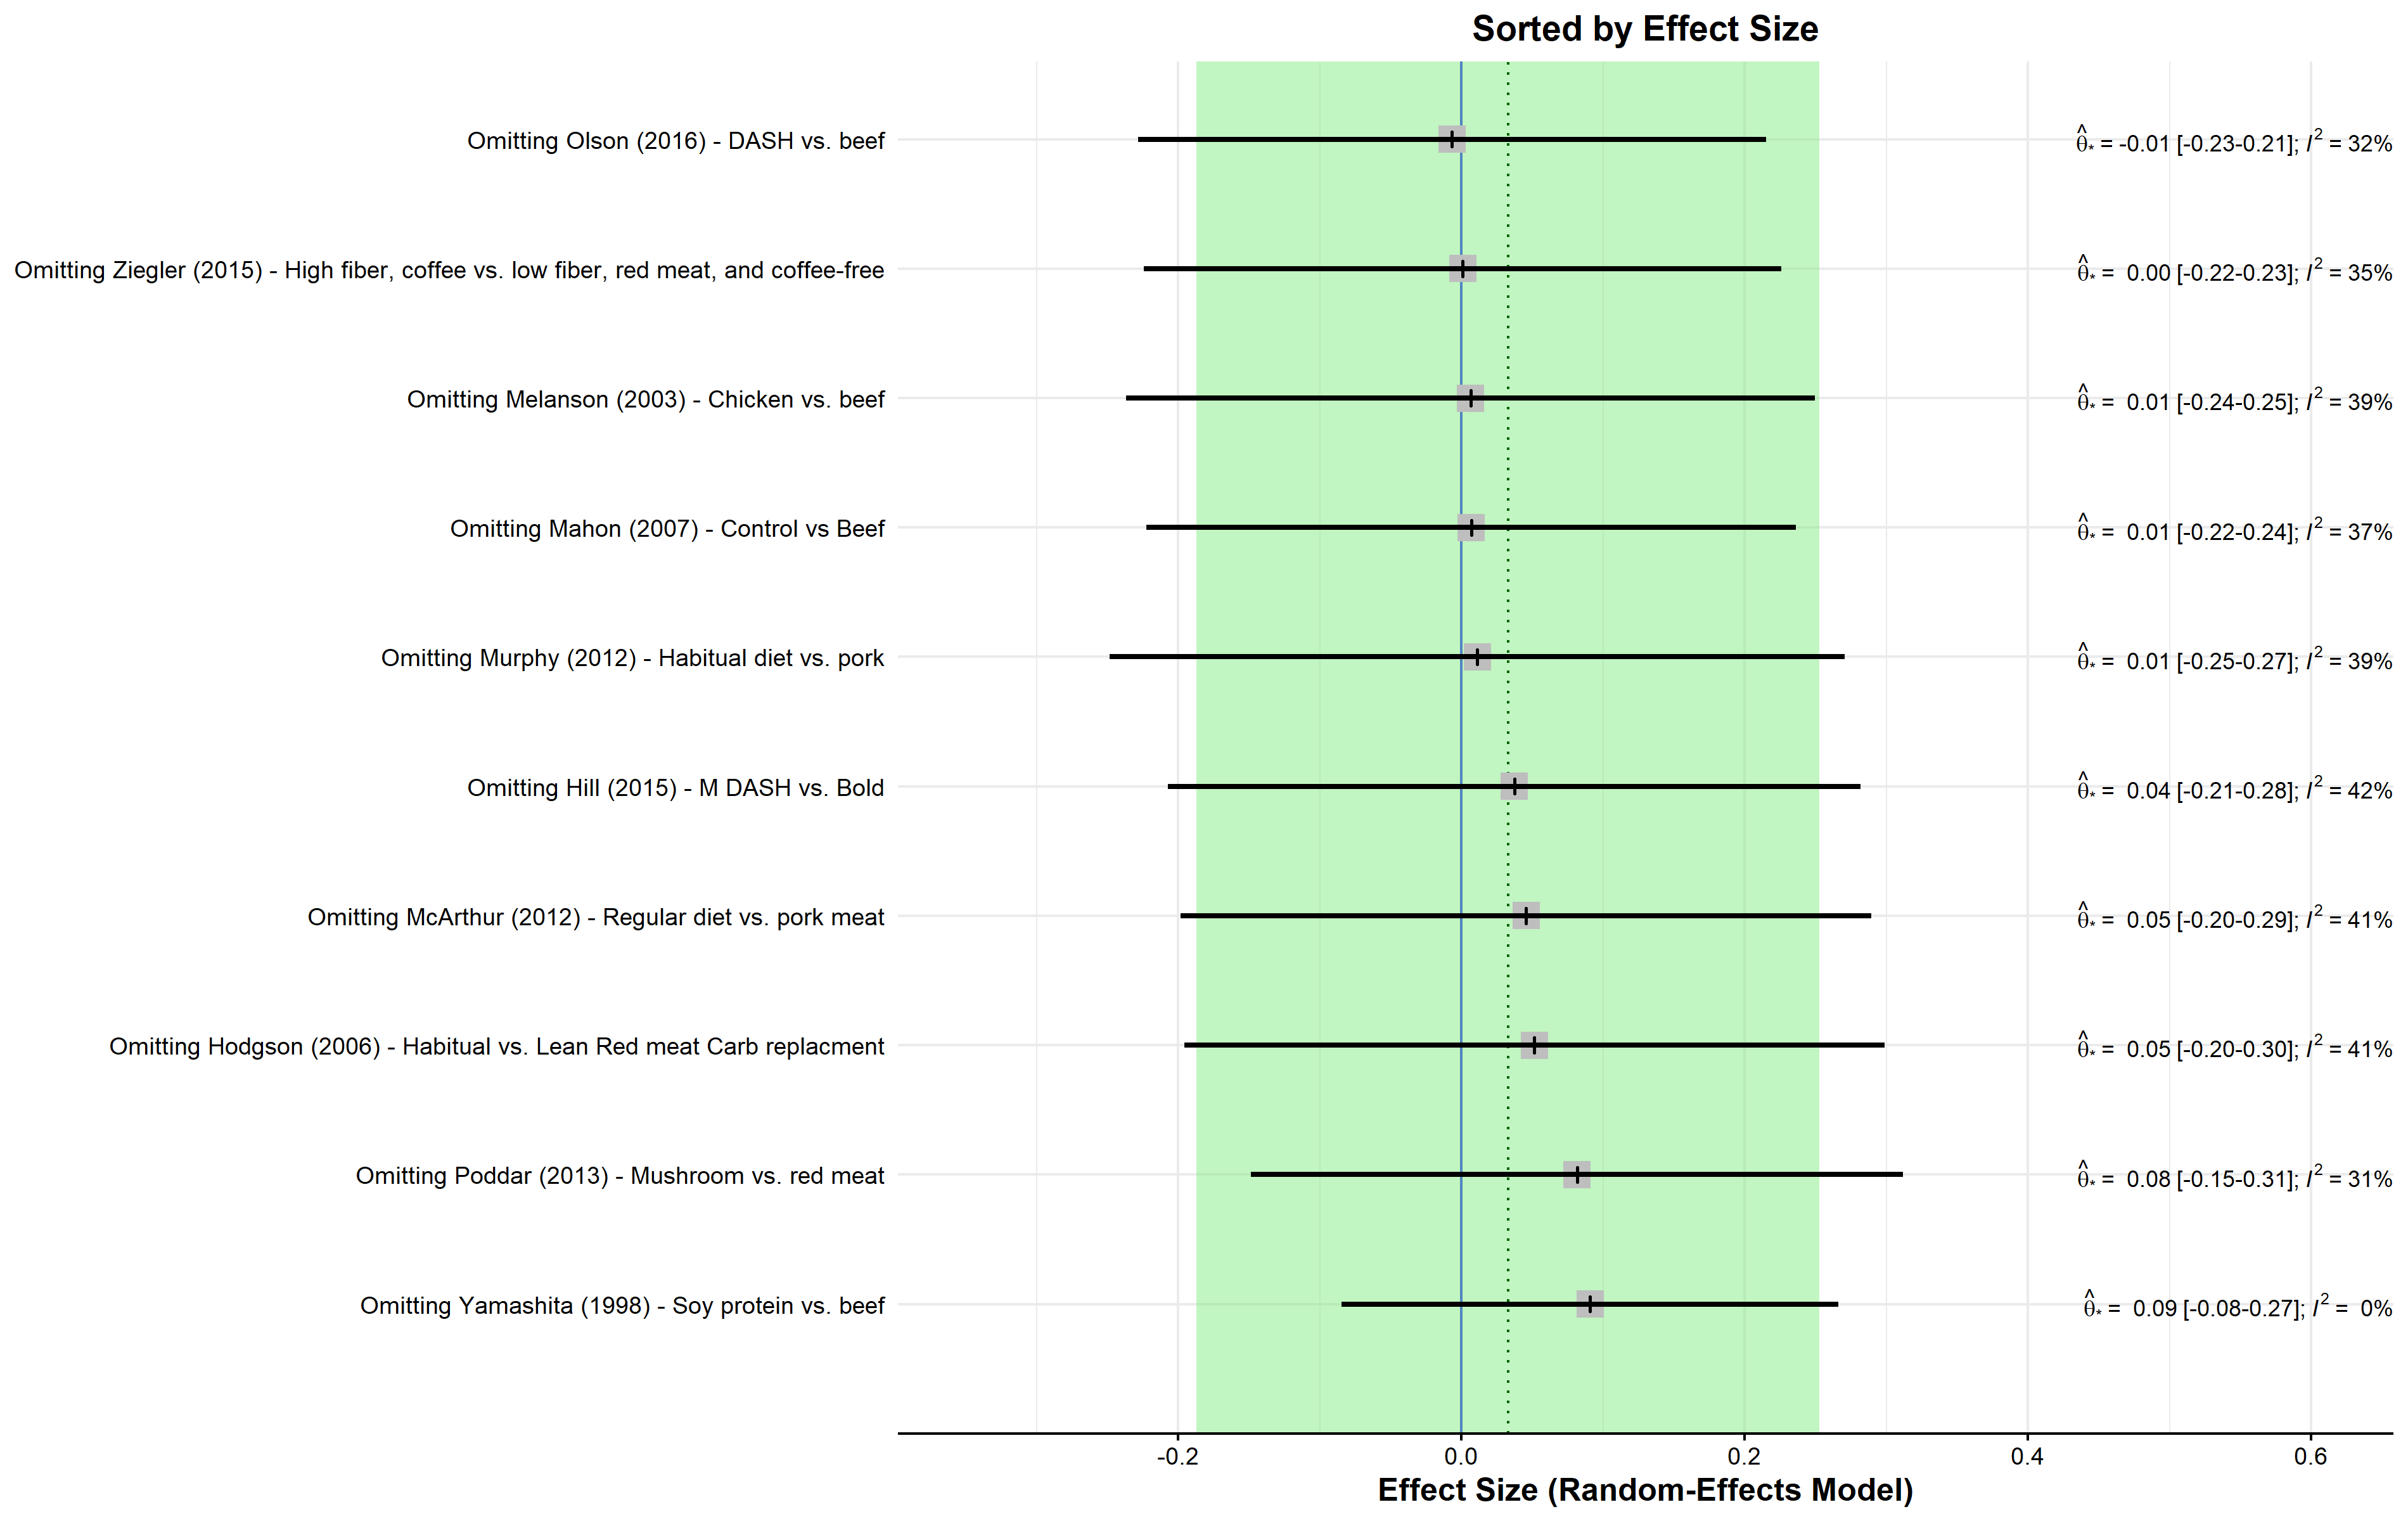 Sorted by Effect Size
Omitting Olson (2016) - DASH vs. beef θ̂* = -0.01 [-0.23-0.21]; I² = 32%
Omitting Ziegler (2015) - High fiber, coffee vs. low fiber, red meat, and coffee-free θ̂* = 0.00 [-0.22-0.23]; I² = 35%
Omitting Melanson (2003) - Chicken vs. beef θ̂* = 0.01 [-0.24-0.25]; I² = 39%
Omitting Mahon (2007) - Control vs Beef θ̂* = 0.01 [-0.22-0.24]; I² = 37%
Omitting Murphy (2012) - Habitual diet vs. pork θ̂* = 0.01 [-0.25-0.27]; I² = 39%
Omitting Hill (2015) - M DASH vs. Bold θ̂* = 0.04 [-0.21-0.28]; I² = 42%
Omitting McArthur (2012) - Regular diet vs. pork meat θ̂* = 0.05 [-0.20-0.29]; I² = 41%
Omitting Hodgson (2006) - Habitual vs. Lean Red meat Carb replacment θ̂* = 0.05 [-0.20-0.30]; I² = 41%
Omitting Poddar (2013) - Mushroom vs. red meat θ̂* = 0.08 [-0.15-0.31]; I² = 31%
Omitting Yamashita (1998) - Soy protein vs. beef θ̂* = 0.09 [-0.08-0.27]; I² = 0%
-0.2 0.0 0.2 0.4 0.6
Effect Size (Random-Effects Model)